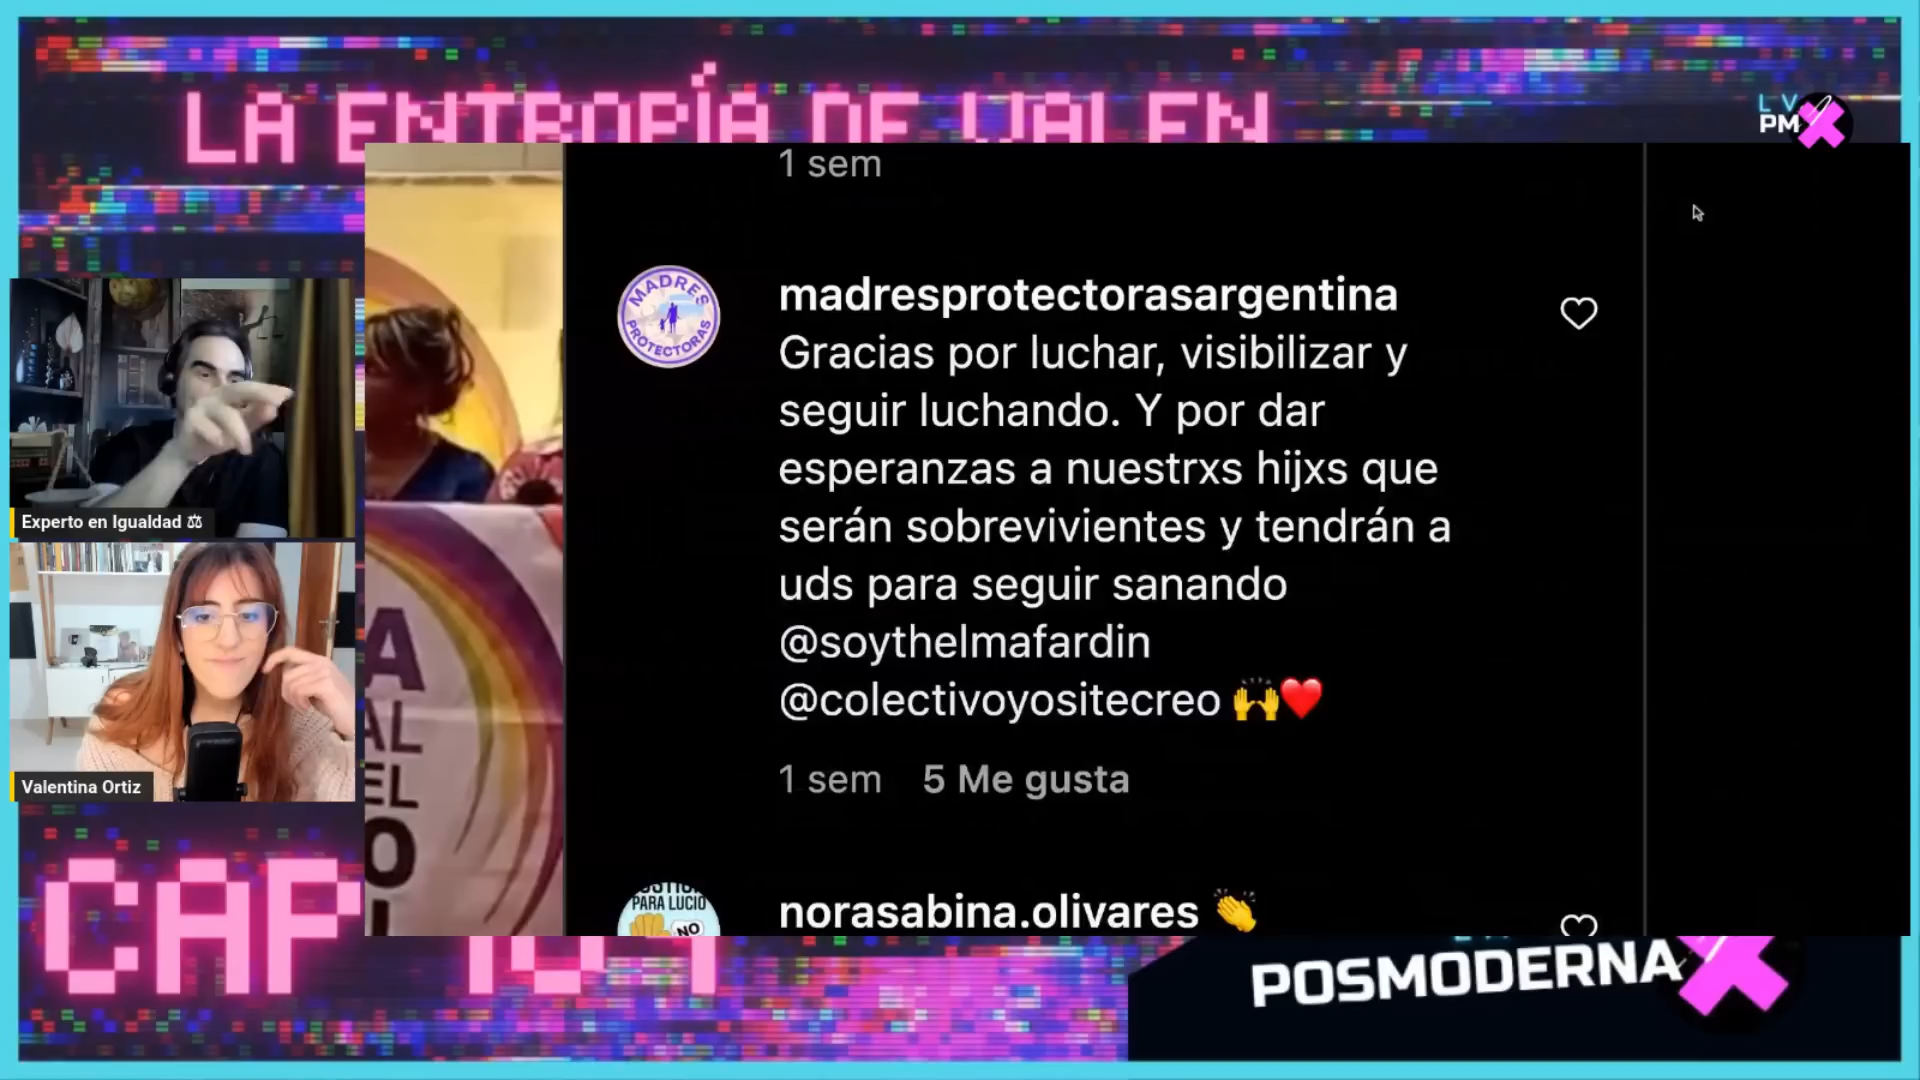 LA ENTROPÍA DE VALEN
L V
PM
1 sem
MADRES
PROTECTORAS
madresprotectorasargentina
Gracias por luchar, visibilizar y
seguir luchando. Y por dar
esperanzas a nuestrxs hijxs que
serán sobrevivientes y tendrán a
uds para seguir sanando
@soythelmafardin
@colectivoyositecreo 🙌❤️
1 sem 5 Me gusta
PARA LUCIO
NO
norasabina.olivares 👏
Experto en Igualdad ⚖
Valentina Ortiz
A
AL
EL
O
CAP
POSMODERNA